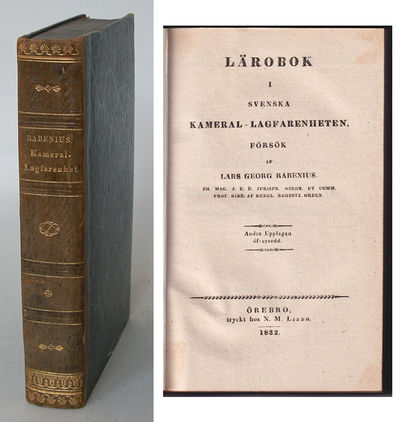 RABENIUS
Kameral-
Lagfarenhet.
LÄROBOK
I
SVENSKA
KAMERAL-LAGFARENHETEN,
FÖRSÖK
AF
LARS GEORG RABENIUS.
PH. MAG. J. U. D. JURISPR. OECON. ET COMM.
PROF. RIDD. AF KONGL. NORDSTJ. ORDEN.
Andra Upplagan
öfversedd.
ÖREBRO,
tryckt hos N. M. LINDH.
1832.